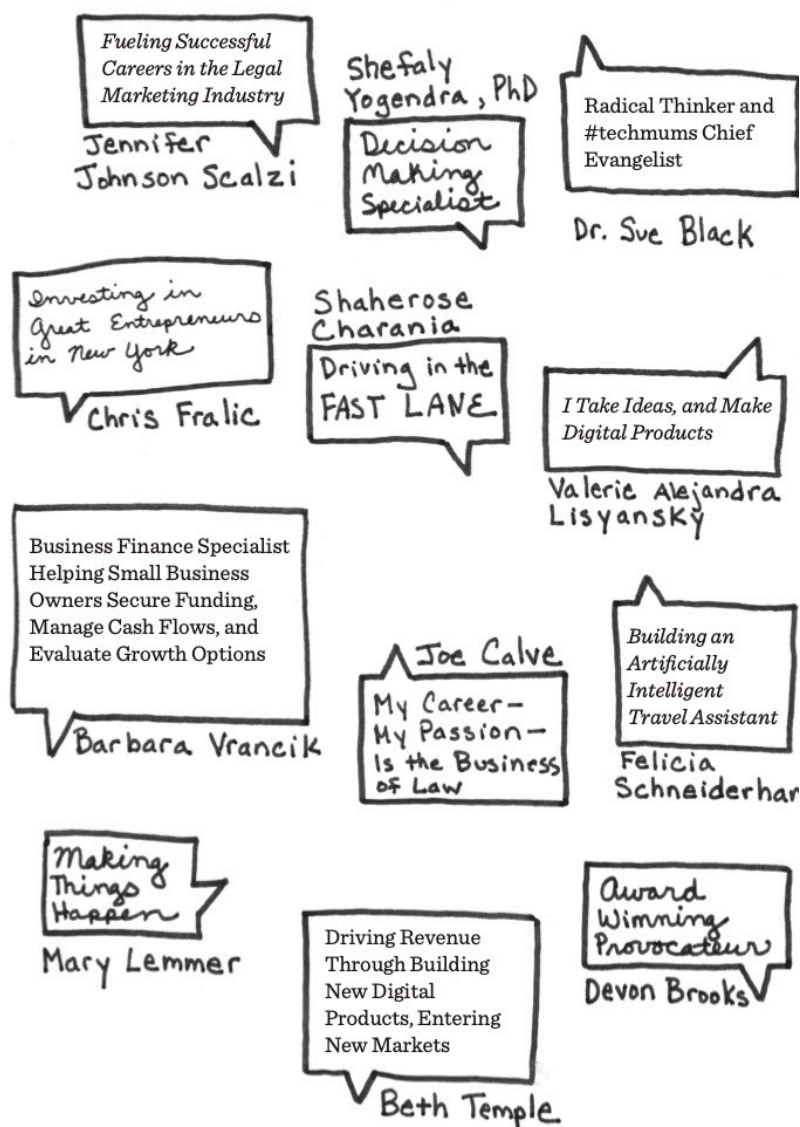 Fueling Successful
Careers in the Legal
Marketing Industry
Jennifer
Johnson Scalzi
Shefaly
Yogendra, PhD
Decision
Making
Specialist
Radical Thinker and
#techmums Chief
Evangelist
Dr. Sue Black
Investing in
Great Entrepreneurs
in New York
Chris Fralic
Shaherose
Charania
Driving in the
FAST LANE
I Take Ideas, and Make
Digital Products
Valerie Alejandra
Lisyansky
Business Finance Specialist
Helping Small Business
Owners Secure Funding,
Manage Cash Flows, and
Evaluate Growth Options
Barbara Vrancik
Joe Calve
My Career–
My Passion–
Is the Business
of Law
Building an
Artificially
Intelligent
Travel Assistant
Felicia
Schneiderhan
Making
Things
Happen
Mary Lemmer
Driving Revenue
Through Building
New Digital
Products, Entering
New Markets
Beth Temple
Award
Winning
Provocateur
Devon Brooks